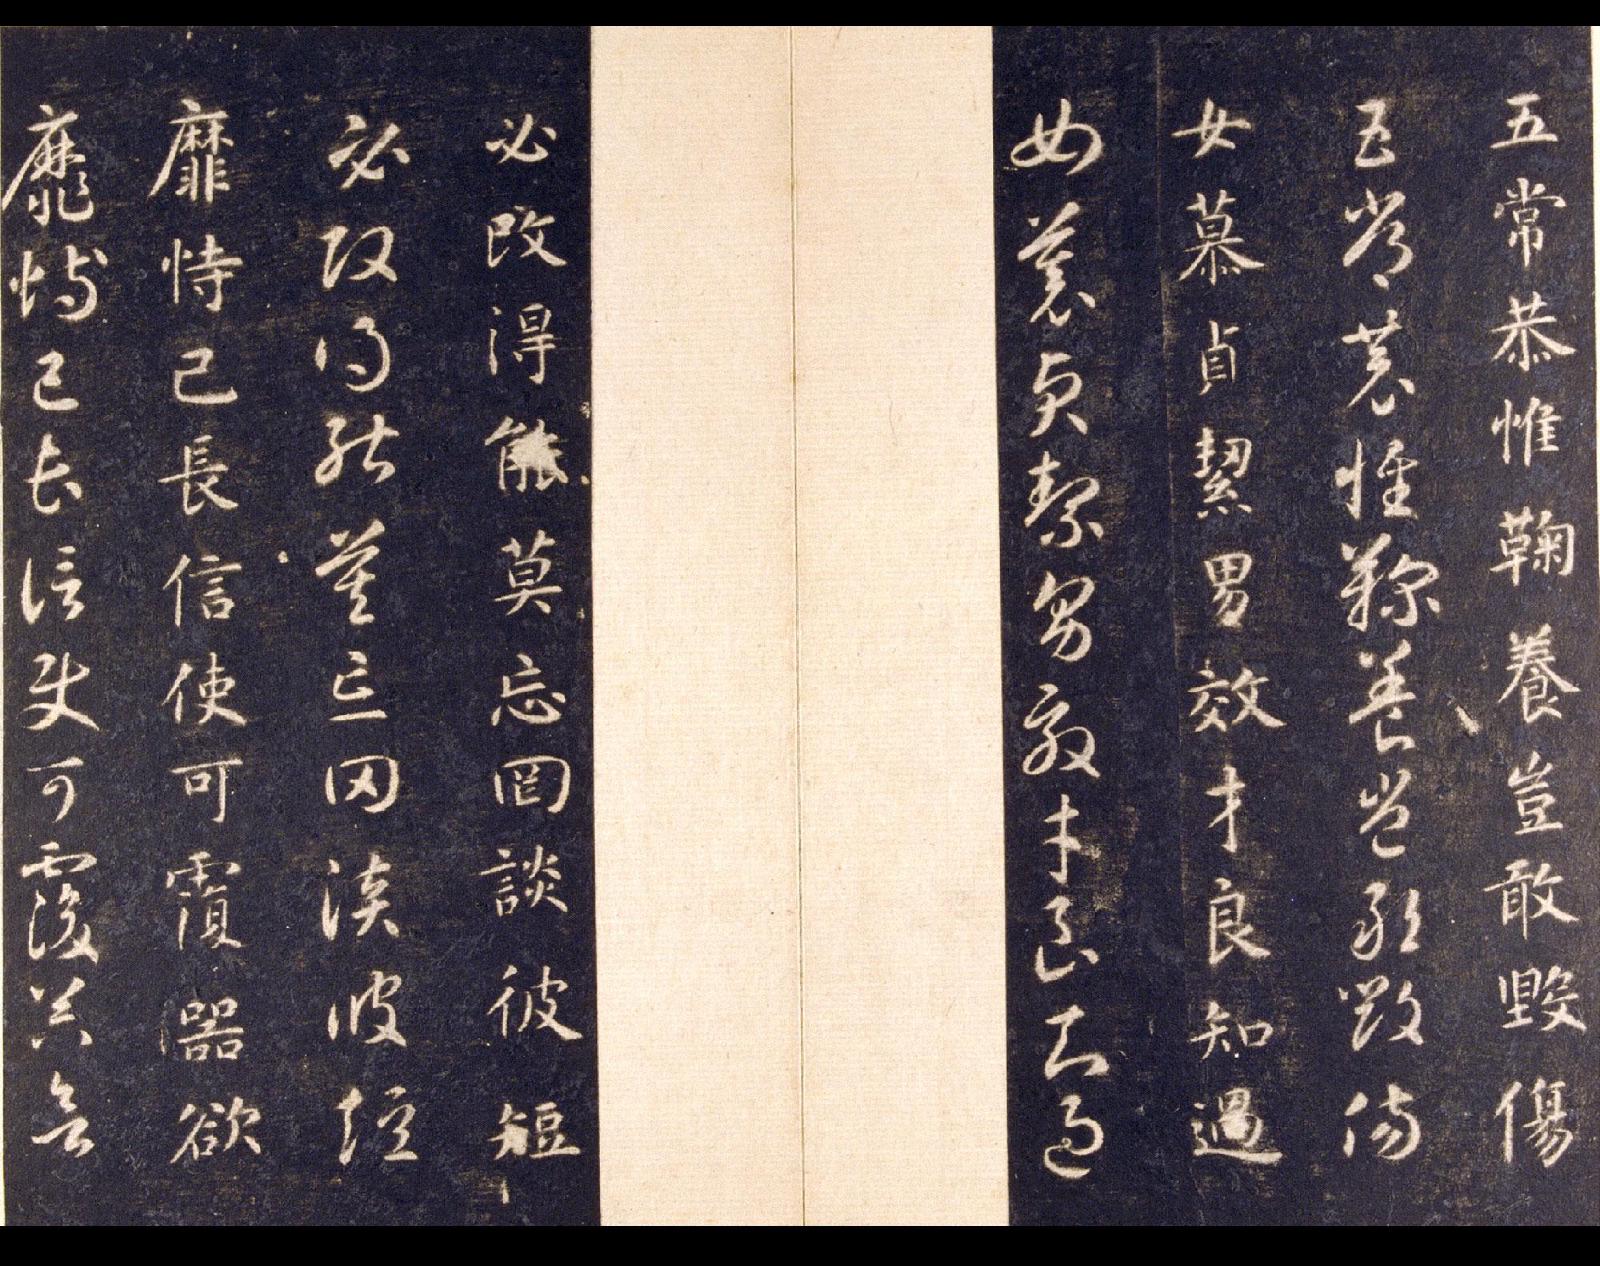 五常恭惟鞠養豈敢毀傷
五常恭惟鞠養豈敢毀傷
女慕貞絜男效才良知過
女慕貞絜男效才良知過
必改得能莫忘罔談彼短
必改得能莫忘罔談彼短
靡恃己長信使可覆器欲
靡恃己長信使可覆器欲